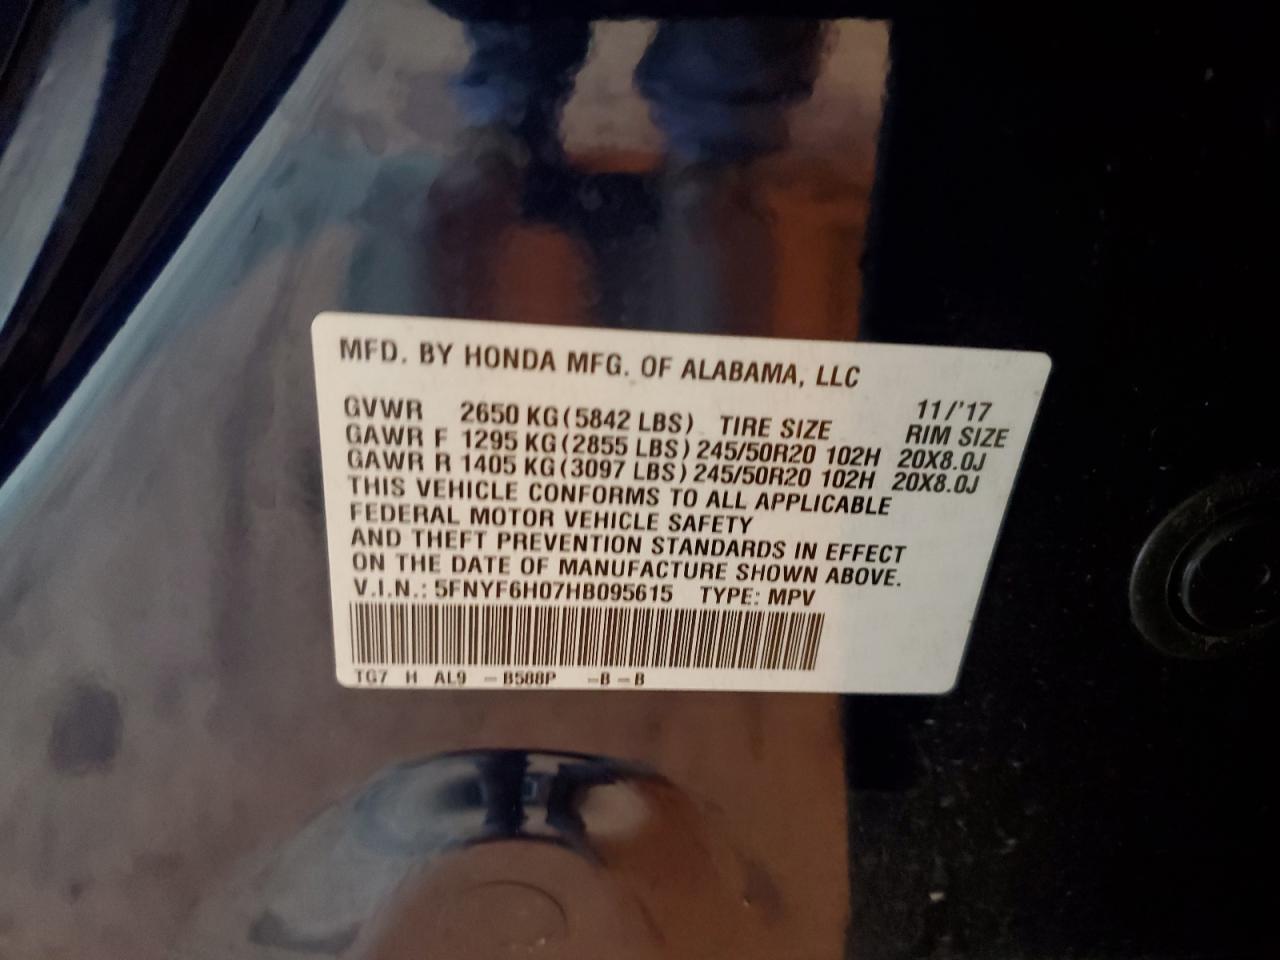 MFD. BY HONDA MFG. OF ALABAMA, LLC
11/'17
GVWR 2650 KG (5842 LBS) TIRE SIZE RIM SIZE
GAWR F 1295 KG (2855 LBS) 245/50R20 102H 20X8.0J
GAWR R 1405 KG (3097 LBS) 245/50R20 102H 20X8.0J
THIS VEHICLE CONFORMS TO ALL APPLICABLE
FEDERAL MOTOR VEHICLE SAFETY
AND THEFT PREVENTION STANDARDS IN EFFECT
ON THE DATE OF MANUFACTURE SHOWN ABOVE.
V.I.N.: 5FNYF6H07HB095615 TYPE: MPV
TG7 H AL9 -B588P -B-B